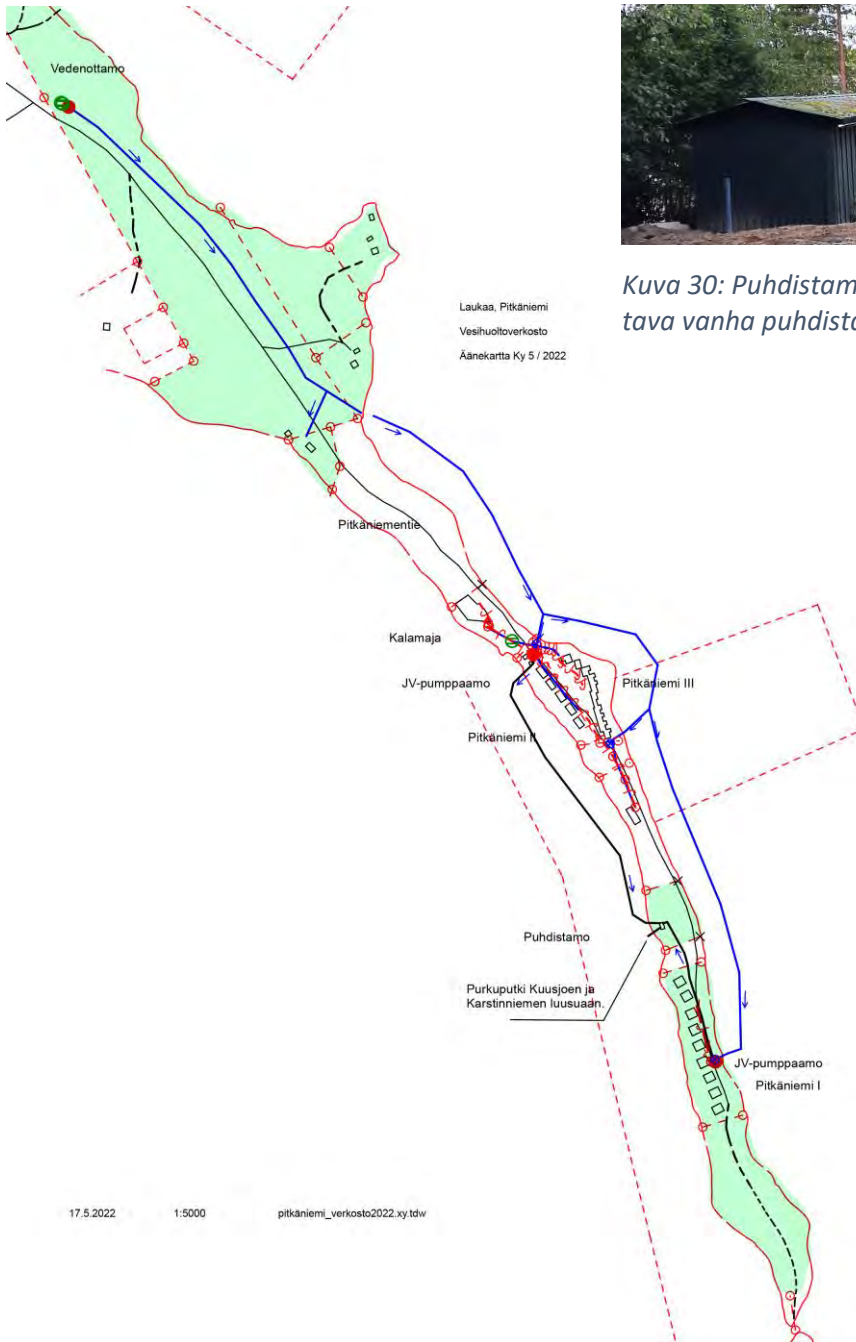 Vedenottamo
Laukaa, Pitkäniemi
Vesihuoltoverkosto
Äänekartta Ky 5 / 2022
Kuva 30: Puhdistam
tava vanha puhdista
Pitkäniementie
Kalamaja
JV-pumppaamo
Pitkäniemi III
Pitkäniemi II
Puhdistamo
Purkuputki Kuusjoen ja
Karstinniemen luusuaan.
JV-pumppaamo
Pitkäniemi I
17.5.2022 1:5000 pitkäniemi_verkosto2022.xy.tdw